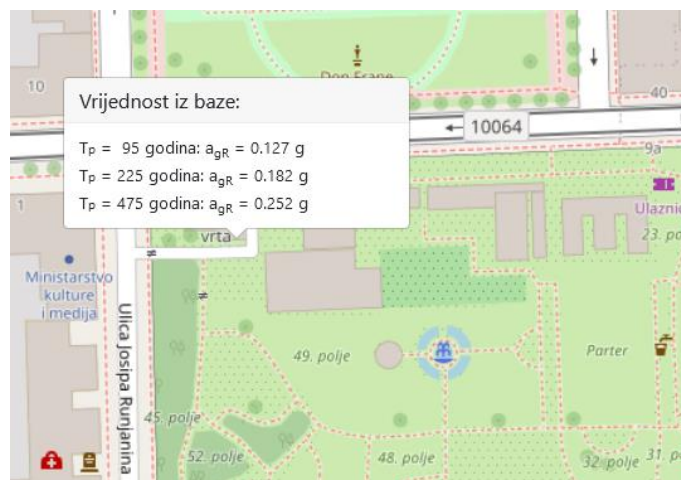 Don Frane
10
Vrijednost iz baze:
Tp = 95 godina: agR = 0.127 g
Tp = 225 godina: agR = 0.182 g
Tp = 475 godina: agR = 0.252 g
40
← 10064
9a
1
vrta
23.
Ministarstvo
kulture
i medija
Ulica Josipa Runjanina
49. polje
Parter
45. polje
52. polje
48. polje
32. polje
31.